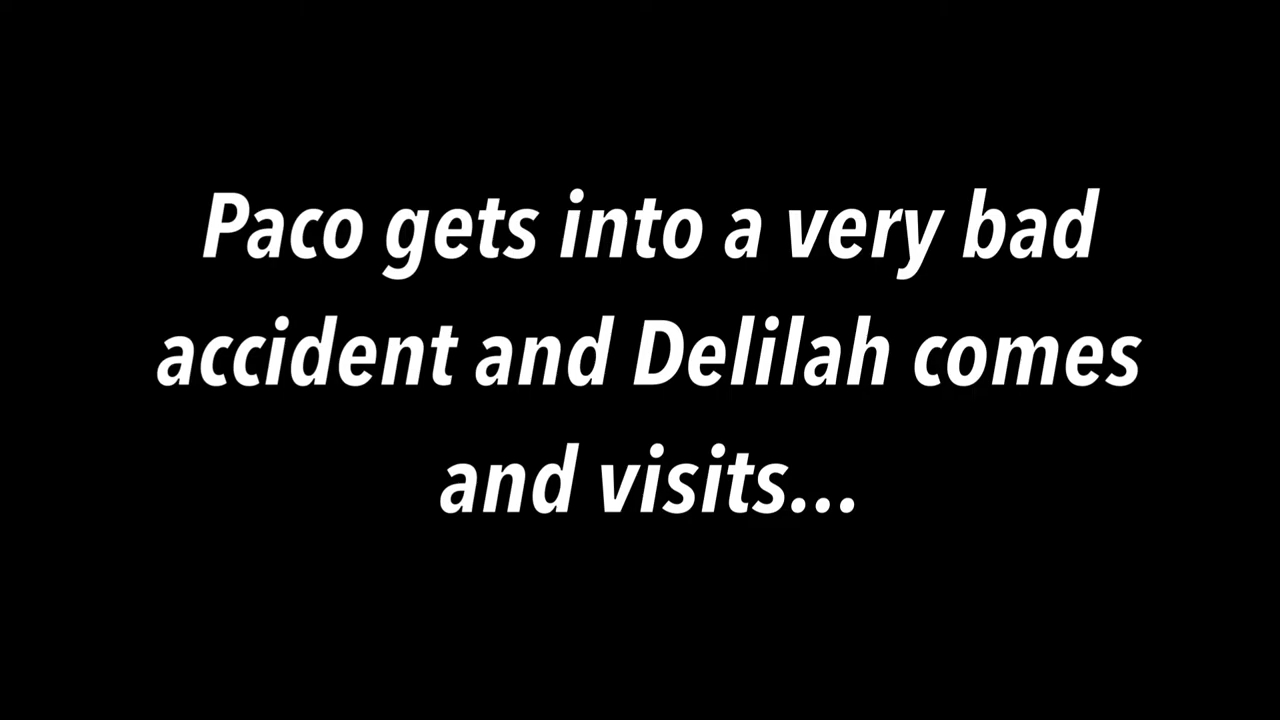 Paco gets into a very bad
accident and Delilah comes
and visits...